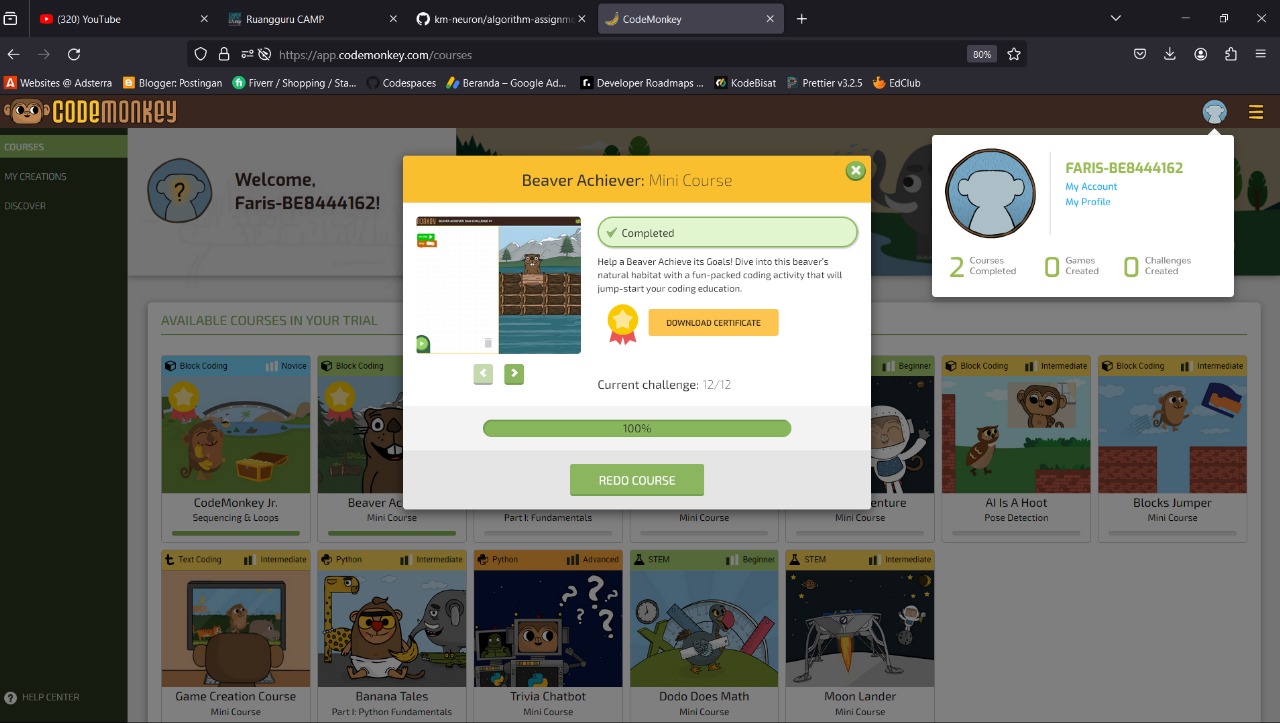 (320) YouTube
Ruangguru CAMP
km-neuron/algorithm-assignme
CodeMonkey
https://app.codemonkey.com/courses
80%
Websites @ Adsterra
Blogger: Postingan
Fiverr / Shopping / Sta...
Codespaces
Beranda – Google Ad...
Developer Roadmaps ...
KodeBisat
Prettier v3.2.5
EdClub
CODEMONKEY
COURSES
MY CREATIONS
DISCOVER
HELP CENTER
Welcome,
Faris-BE8444162!
FARIS-BE8444162
My Account
My Profile
2 Courses Completed
0 Games Created
0 Challenges Created
Beaver Achiever: Mini Course
Completed
Help a Beaver Achieve its Goals! Dive into this beaver's
natural habitat with a fun-packed coding activity that will
jump-start your coding education.
DOWNLOAD CERTIFICATE
Current challenge: 12/12
100%
REDO COURSE
AVAILABLE COURSES IN YOUR TRIAL
Block Coding Novice
CodeMonkey Jr.
Sequencing & Loops
Block Coding
Beaver Ac
Mini Course
Part I: Fundamentals
Mini Course
Beginner
enture
Mini Course
Block Coding Intermediate
AI Is A Hoot
Pose Detection
Block Coding Intermediate
Blocks Jumper
Mini Course
Text Coding Intermediate
Game Creation Course
Mini Course
Python Intermediate
Banana Tales
Part I: Python Fundamentals
Python Advanced
Trivia Chatbot
Mini Course
STEM Beginner
Dodo Does Math
Mini Course
STEM Intermediate
Moon Lander
Mini Course